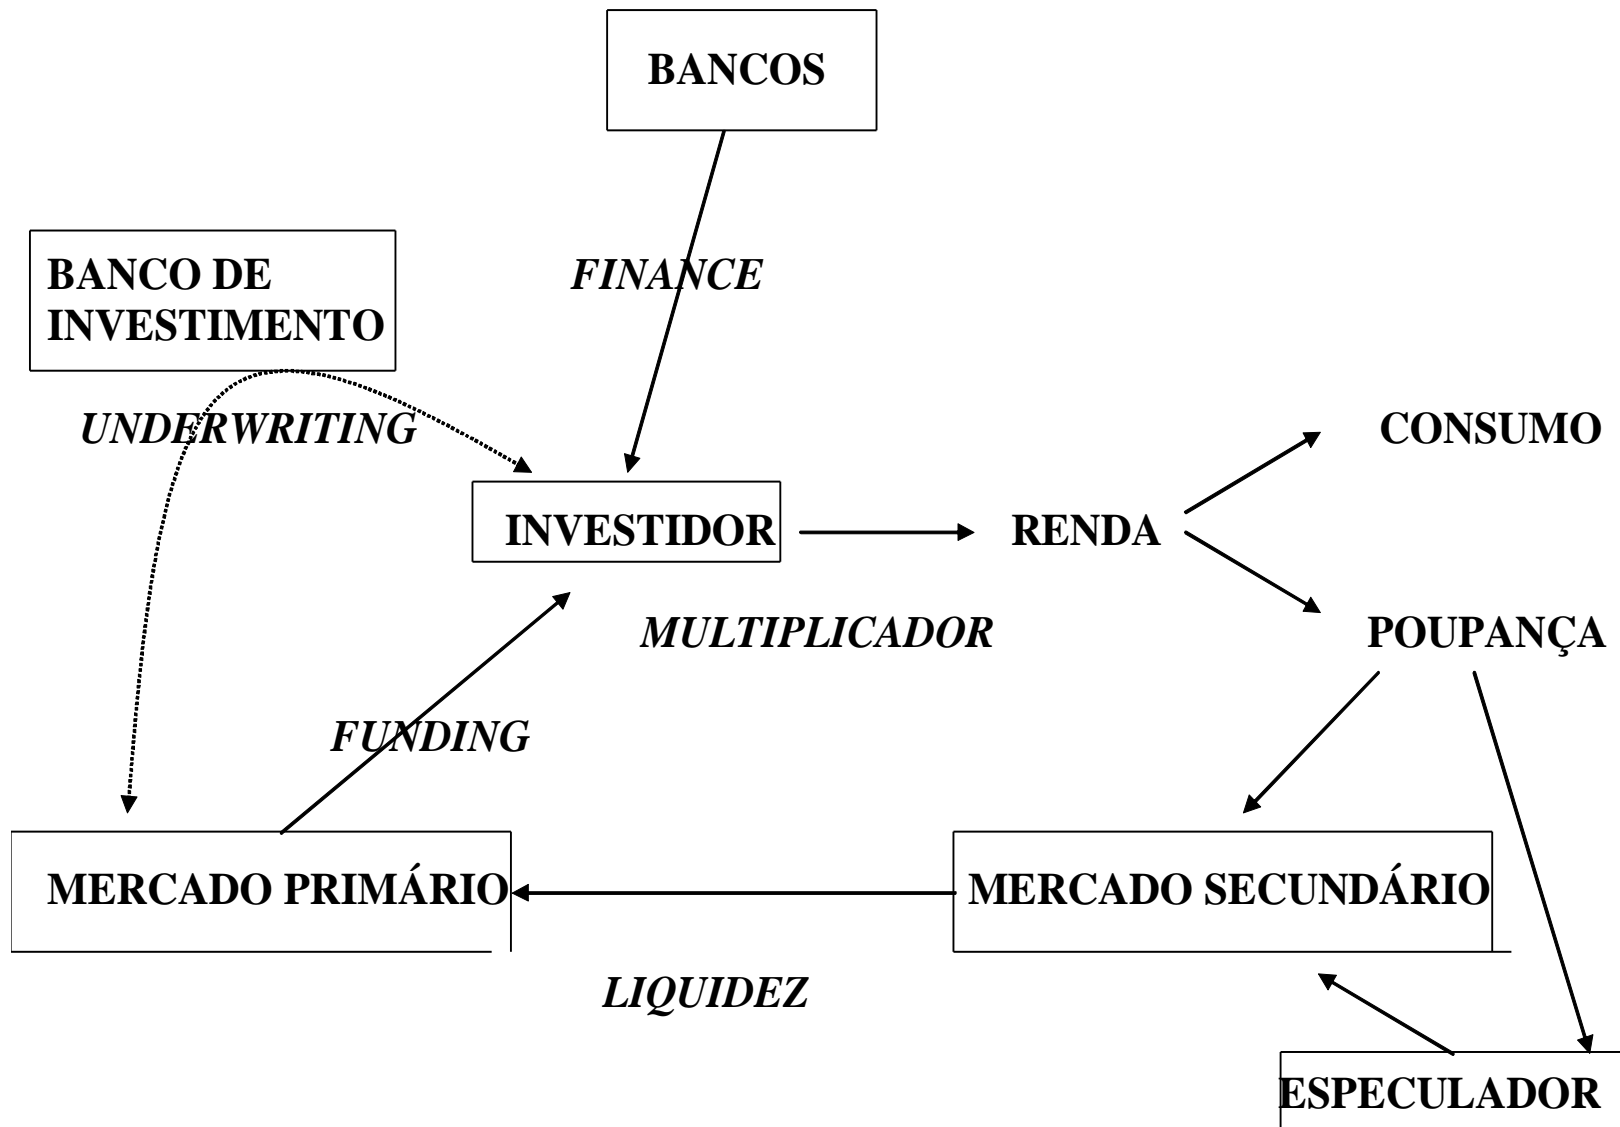 BANCOS
BANCO DE
INVESTIMENTO
FINANCE
UNDERWRITING
CONSUMO
INVESTIDOR
RENDA
MULTIPLICADOR
POUPANÇA
FUNDING
MERCADO PRIMÁRIO
MERCADO SECUNDÁRIO
LIQUIDEZ
ESPECULADOR